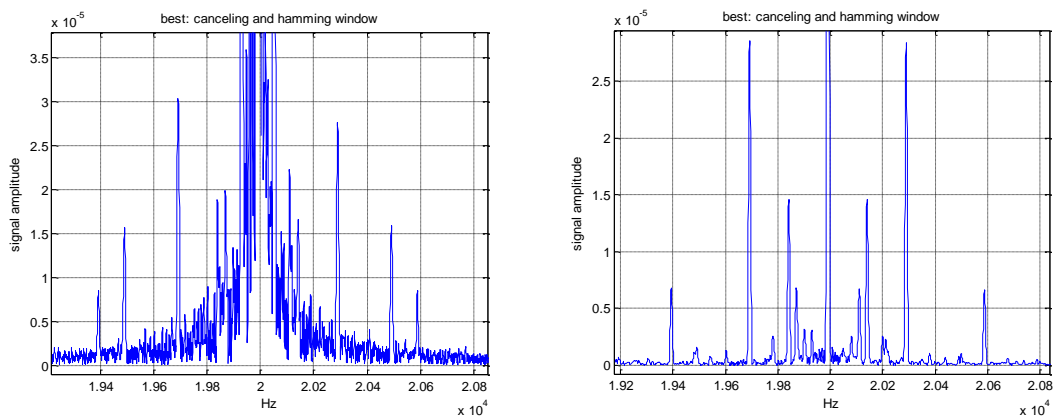 best: canceling and hamming window
x 10^-5
3.5
3
2.5
2
1.5
1
0.5
0
signal amplitude
1.94 1.96 1.98 2 2.02 2.04 2.06
Hz
x 10^4
best: canceling and hamming window
x 10^-5
2.5
2
1.5
1
0.5
0
signal amplitude
1.92 1.94 1.96 1.98 2 2.02 2.04 2.06 2.08
Hz
x 10^4